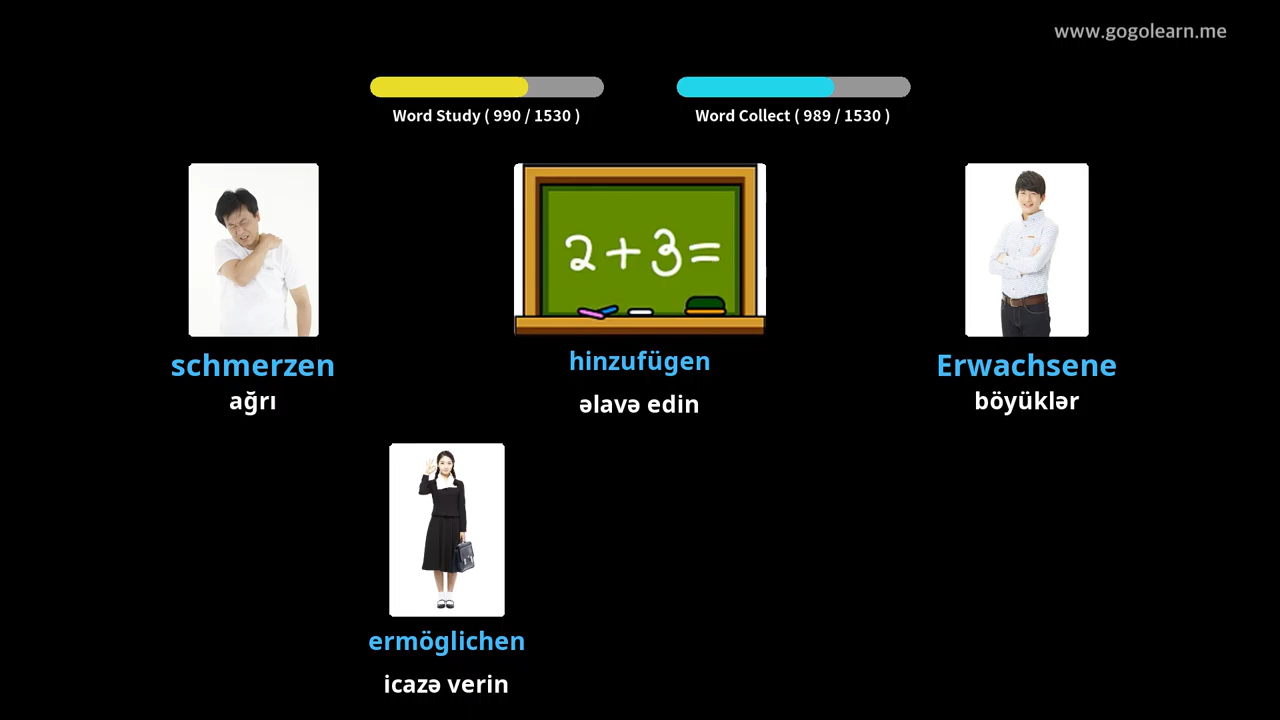 www.gogolearn.me
Word Study ( 990 / 1530 )
Word Collect ( 989 / 1530 )
2+3=
schmerzen
ağrı
hinzufügen
əlavə edin
Erwachsene
böyüklər
ermöglichen
icazə verin